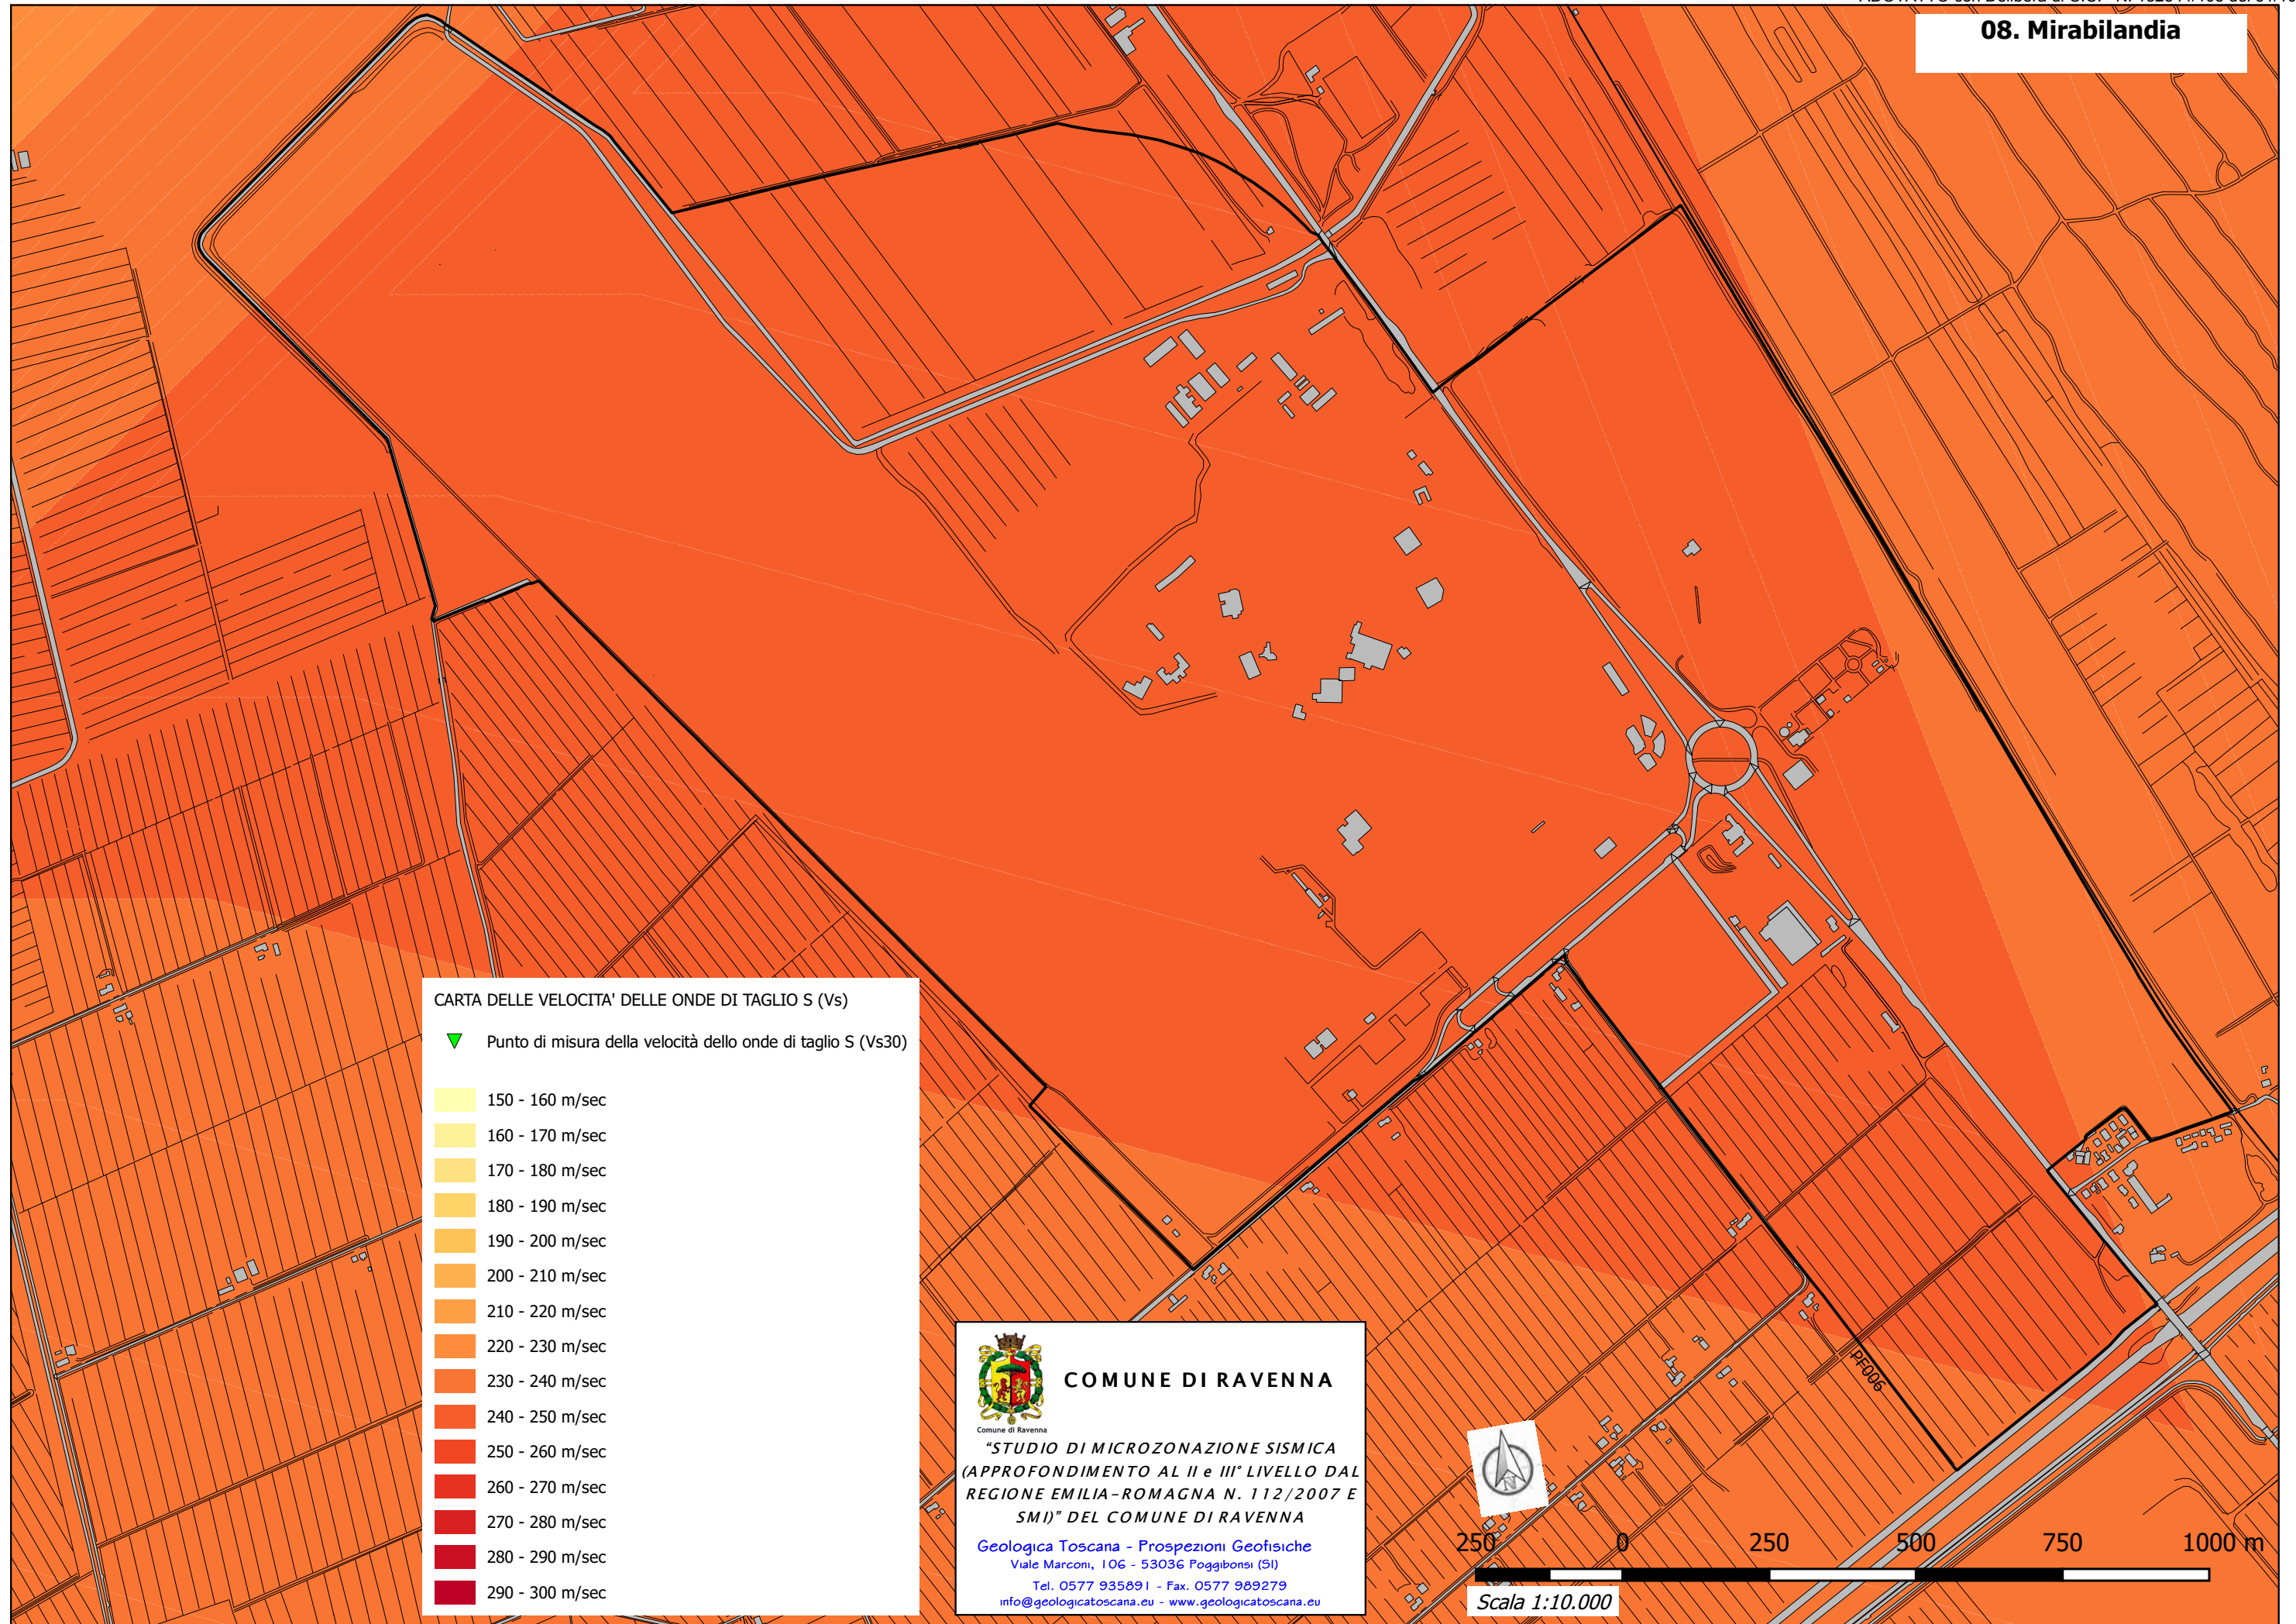 08. Mirabilandia
CARTA DELLE VELOCITA' DELLE ONDE DI TAGLIO S (Vs)
Punto di misura della velocità dello onde di taglio S (Vs30)
150 - 160 m/sec
160 - 170 m/sec
170 - 180 m/sec
180 - 190 m/sec
190 - 200 m/sec
200 - 210 m/sec
210 - 220 m/sec
220 - 230 m/sec
230 - 240 m/sec
240 - 250 m/sec
250 - 260 m/sec
260 - 270 m/sec
270 - 280 m/sec
280 - 290 m/sec
290 - 300 m/sec
COMUNE DI RAVENNA
Comune di Ravenna
“STUDIO DI MICROZONAZIONE SISMICA
(APPROFONDIMENTO AL II e III° LIVELLO DAL
REGIONE EMILIA-ROMAGNA N. 112/2007 E
SMI)” DEL COMUNE DI RAVENNA
Geologica Toscana - Prospezioni Geofisiche
Viale Marconi, 106 - 53036 Poggibonsi (SI)
Tel. 0577 935891 - Fax. 0577 989279
info@geologicatoscana.eu - www.geologicatoscana.eu
PF006
N
250 0 250 500 750 1000 m
Scala 1:10.000